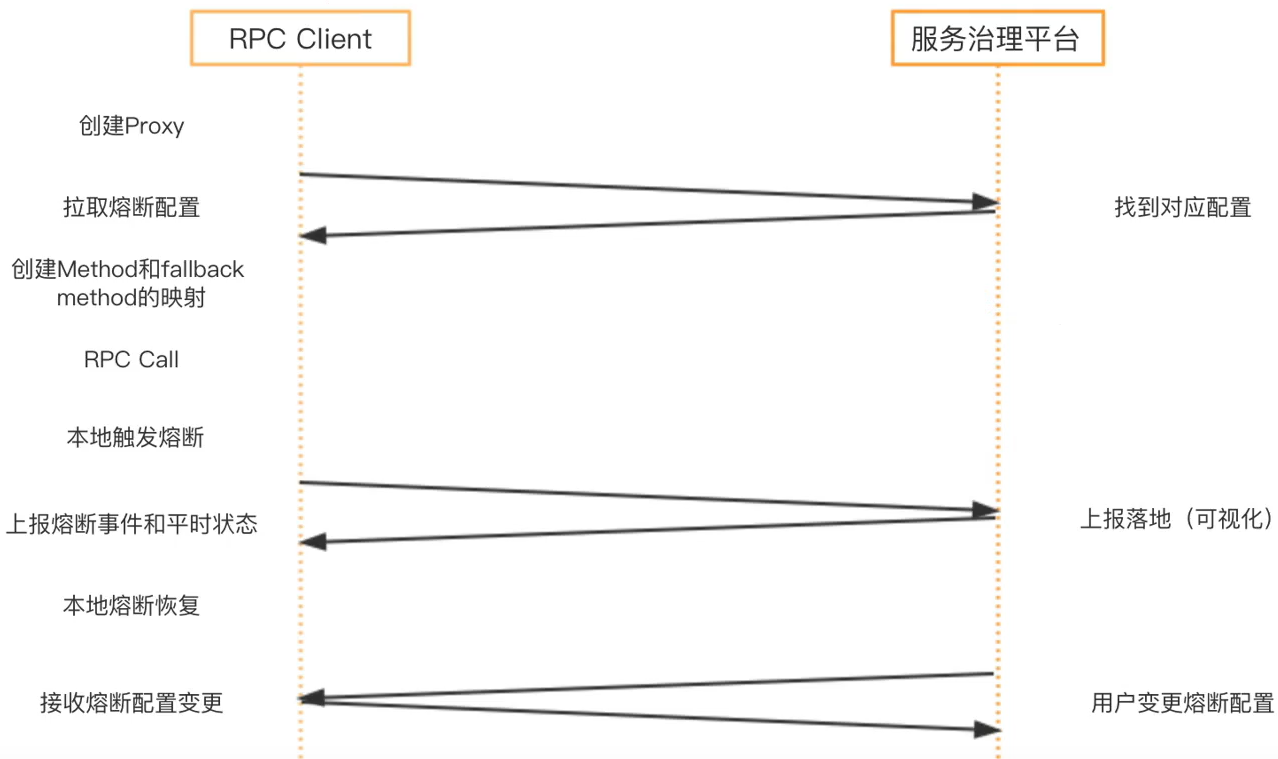 RPC Client
服务治理平台
创建Proxy
拉取熔断配置
找到对应配置
创建Method和fallback
method的映射
RPC Call
本地触发熔断
上报熔断事件和平时状态
上报落地（可视化）
本地熔断恢复
接收熔断配置变更
用户变更熔断配置